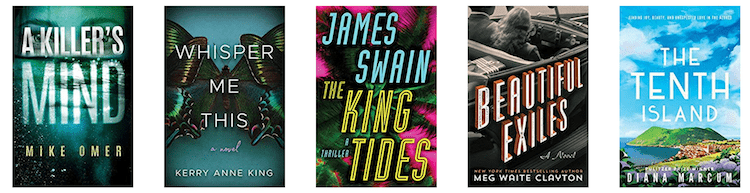 A KILLER'S
MIND
MIKE OMER
WHISPER
ME
THIS
a novel
KERRY ANNE KING
JAMES
SWAIN
THE
KING
TIDES
A
THRILLER
BEAUTIFUL
EXILES
A Novel
NEW YORK TIMES BESTSELLING AUTHOR
MEG WAITE CLAYTON
FINDING JOY, BEAUTY, AND UNEXPECTED LOVE IN THE AZORES
THE
TENTH
ISLAND
PULITZER PRIZE WINNER
DIANA MARCUM